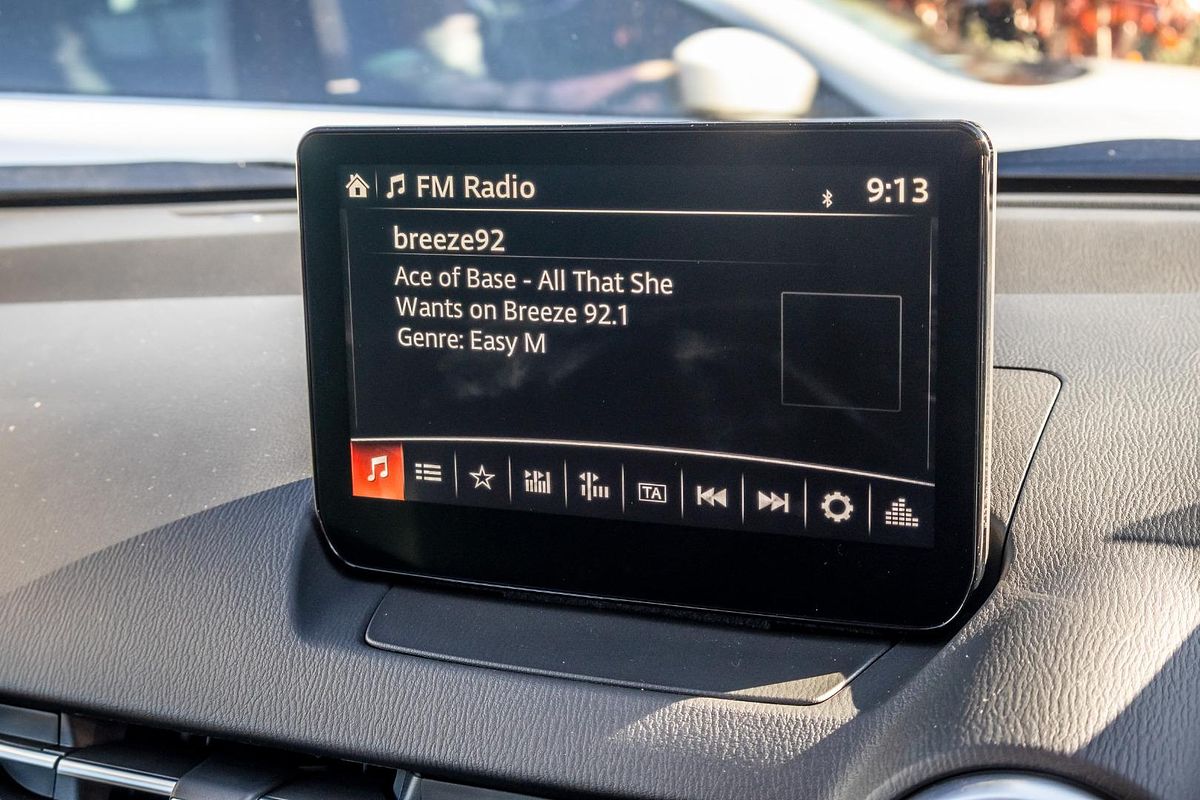 FM Radio
9:13
breeze92
Ace of Base - All That She
Wants on Breeze 92.1
Genre: Easy M
TA